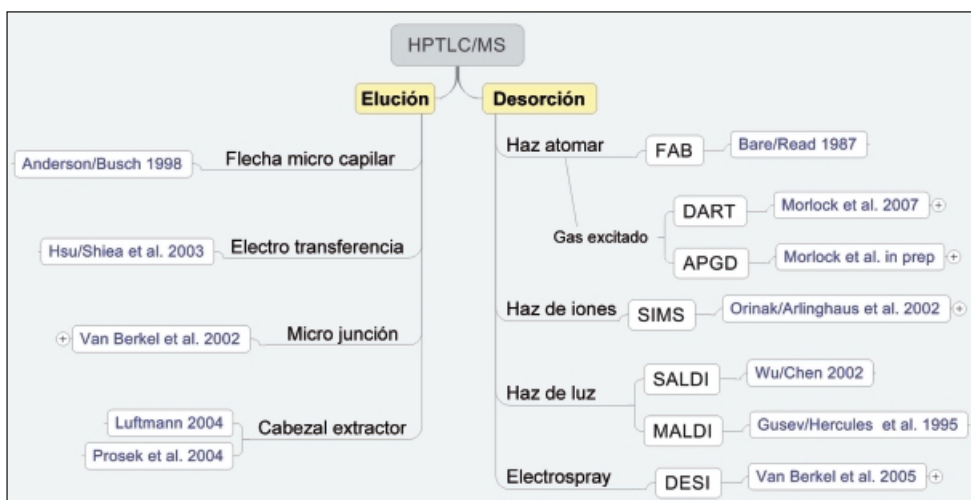 HPTLC/MS
Elución
Desorción
Anderson/Busch 1998
Flecha micro capilar
Hsu/Shiea et al. 2003
Electro transferencia
Van Berkel et al. 2002
Micro junción
Luftmann 2004
Prosek et al. 2004
Cabezal extractor
Haz atomar
FAB
Bare/Read 1987
Gas excitado
DART
Morlock et al. 2007
APGD
Morlock et al. in prep
Haz de iones
SIMS
Orinak/Arlinghaus et al. 2002
Haz de luz
SALDI
Wu/Chen 2002
MALDI
Gusev/Hercules et al. 1995
Electrospray
DESI
Van Berkel et al. 2005